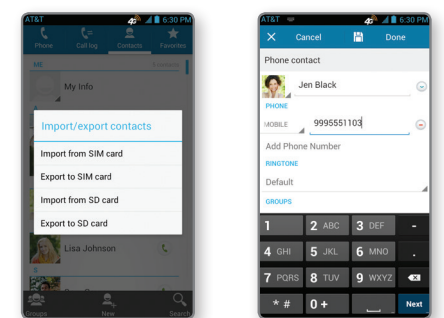 AT&T 4G 6:30 PM
Phone Call log Contacts Favorites
ME
My Info
A
Import/export contacts
Import from SIM card
Export to SIM card
Import from SD card
Export to SD card
Lisa Johnson
S
Groups New Search
AT&T 4G 6:30 PM
Cancel Done
Phone contact
Jen Black
PHONE
MOBILE 9995551103
Add Phone Number
RINGTONE
Default
GROUPS
1 2 ABC 3 DEF -
4 GHI 5 JKL 6 MNO .
7 PQRS 8 TUV 9 WXYZ
* # 0 + Next